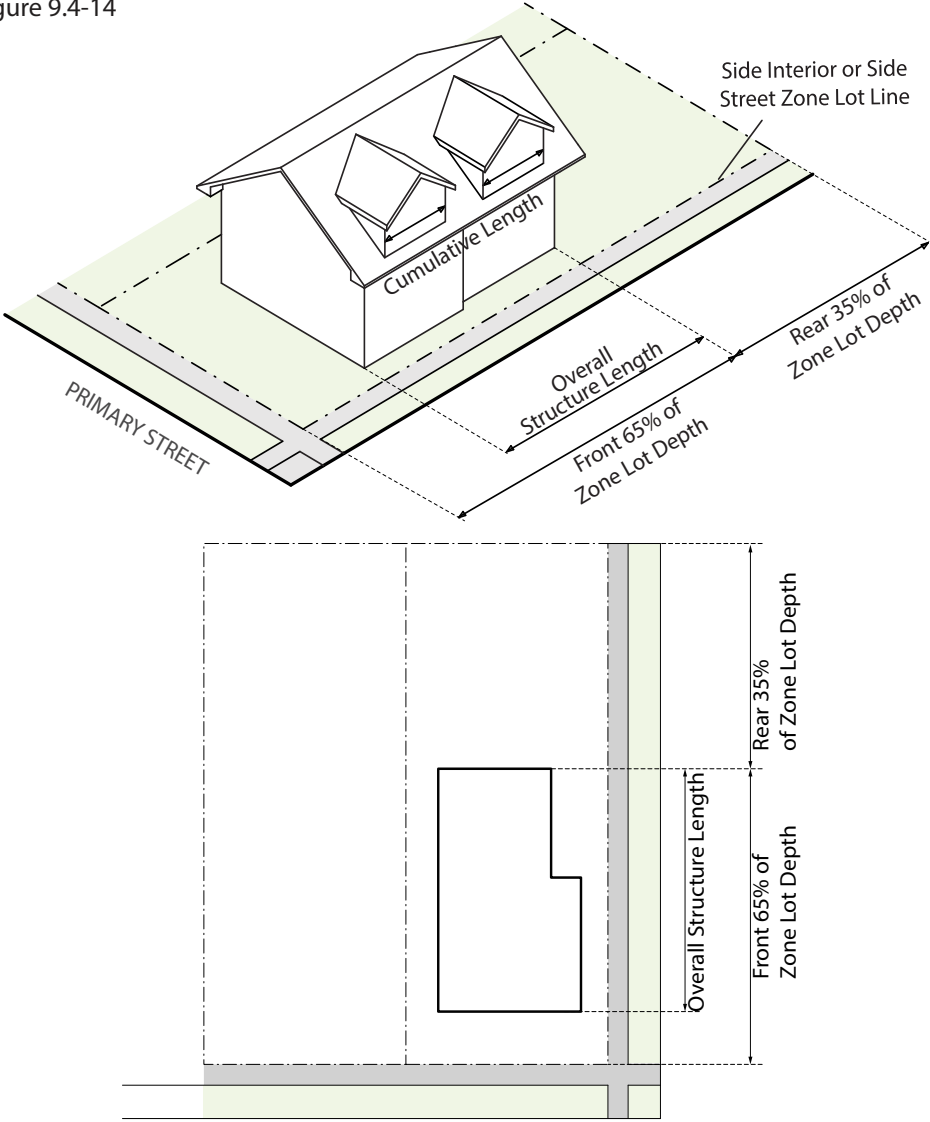 gure 9.4-14
Side Interior or Side
Street Zone Lot Line
Cumulative Length
Rear 35% of
Zone Lot Depth
Overall
Structure Length
Front 65% of
Zone Lot Depth
PRIMARY STREET
Rear 35%
of Zone Lot Depth
Overall Structure Length
Front 65% of
Zone Lot Depth